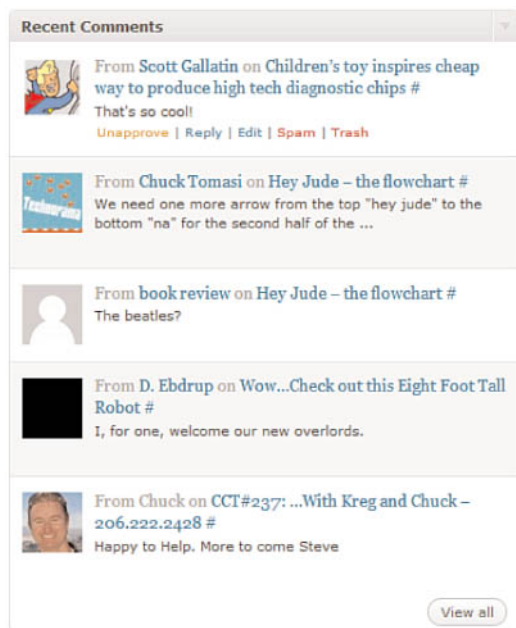 Recent Comments
From Scott Gallatin on Children's toy inspires cheap
way to produce high tech diagnostic chips #
That's so cool!
Unapprove | Reply | Edit | Spam | Trash
From Chuck Tomasi on Hey Jude – the flowchart #
Technorama
We need one more arrow from the top "hey jude" to the
bottom "na" for the second half of the ...
From book review on Hey Jude – the flowchart #
The beatles?
From D. Ebdrup on Wow...Check out this Eight Foot Tall
Robot #
I, for one, welcome our new overlords.
From Chuck on CCT#237: ...With Kreg and Chuck –
206.222.2428 #
Happy to Help. More to come Steve
View all